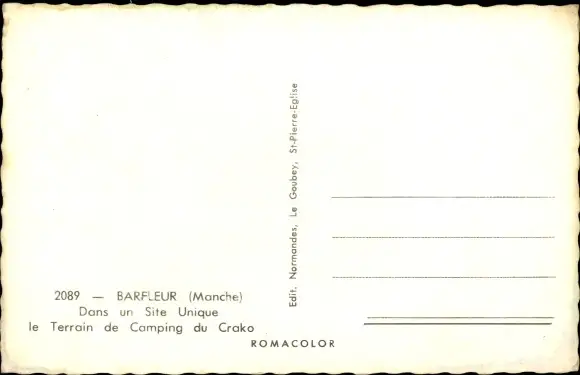 2089 — BARFLEUR (Manche)
Dans un Site Unique
le Terrain de Camping du Crako
Edit. Normandes, Le Goubey, St-Pierre-Eglise
ROMACOLOR